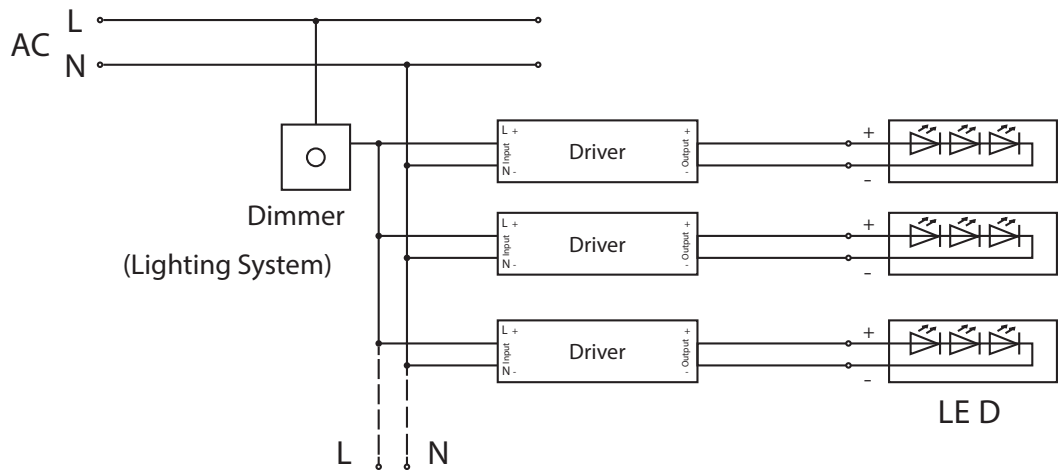 L
AC
N
Dimmer
(Lighting System)
L +
Input
N -
Driver
+
Output
-
+
–
L +
Input
N -
Driver
+
Output
-
+
–
L +
Input
N -
Driver
+
Output
-
+
–
LE D
L N